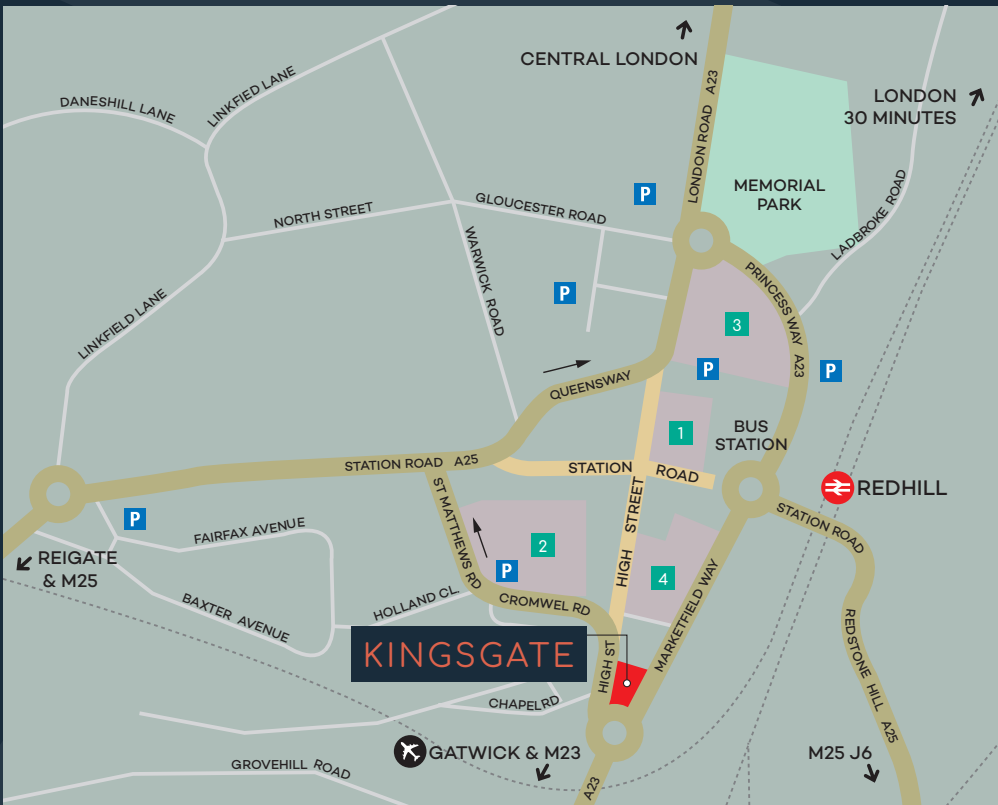 CENTRAL LONDON
LONDON
30 MINUTES
DANESHILL LANE
LINKFIED LANE
LONDON ROAD A23
MEMORIAL
PARK
LADBROKE ROAD
P
NORTH STREET
GLOUCESTER ROAD
WARWICK ROAD
PRINCESS WAY A23
P
3
LINKFIELD LANE
P
P
QUEENSWAY
1
BUS
STATION
STATION ROAD A25
STATION ROAD
REDHILL
ST MATTHEWS RD
HIGH STREET
STATION ROAD
P
FAIRFAX AVENUE
2
REIGATE
& M25
P
4
MARKETFIELD WAY
BAXTER AVENUE
HOLLAND CL.
CROMWEL RD
REDSTONE HILL A25
KINGSGATE
HIGH ST
CHAPELRD
GATWICK & M23
M25 J6
GROVEHILL ROAD
A23